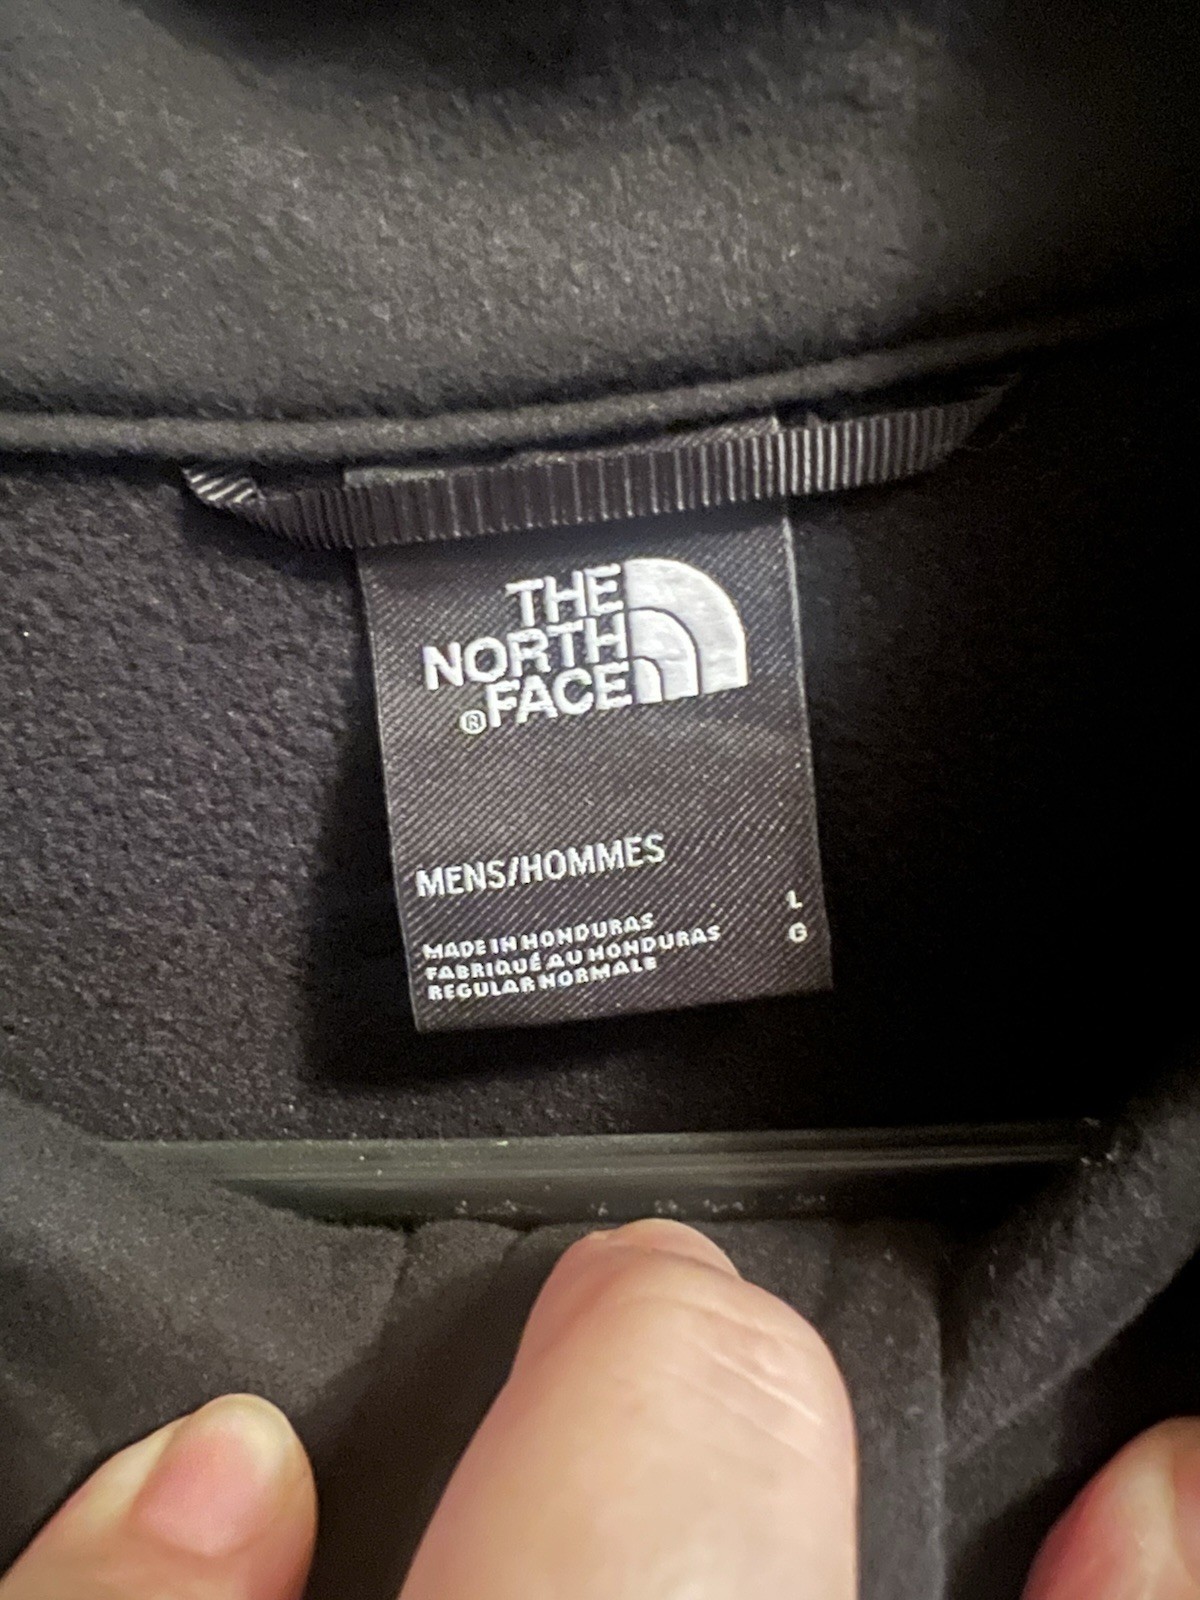 THE
NORTH
®FACE
MENS/HOMMES
MADE IN HONDURAS
FABRIQUÉ AU HONDURAS
REGULAR NORMALE
L
G